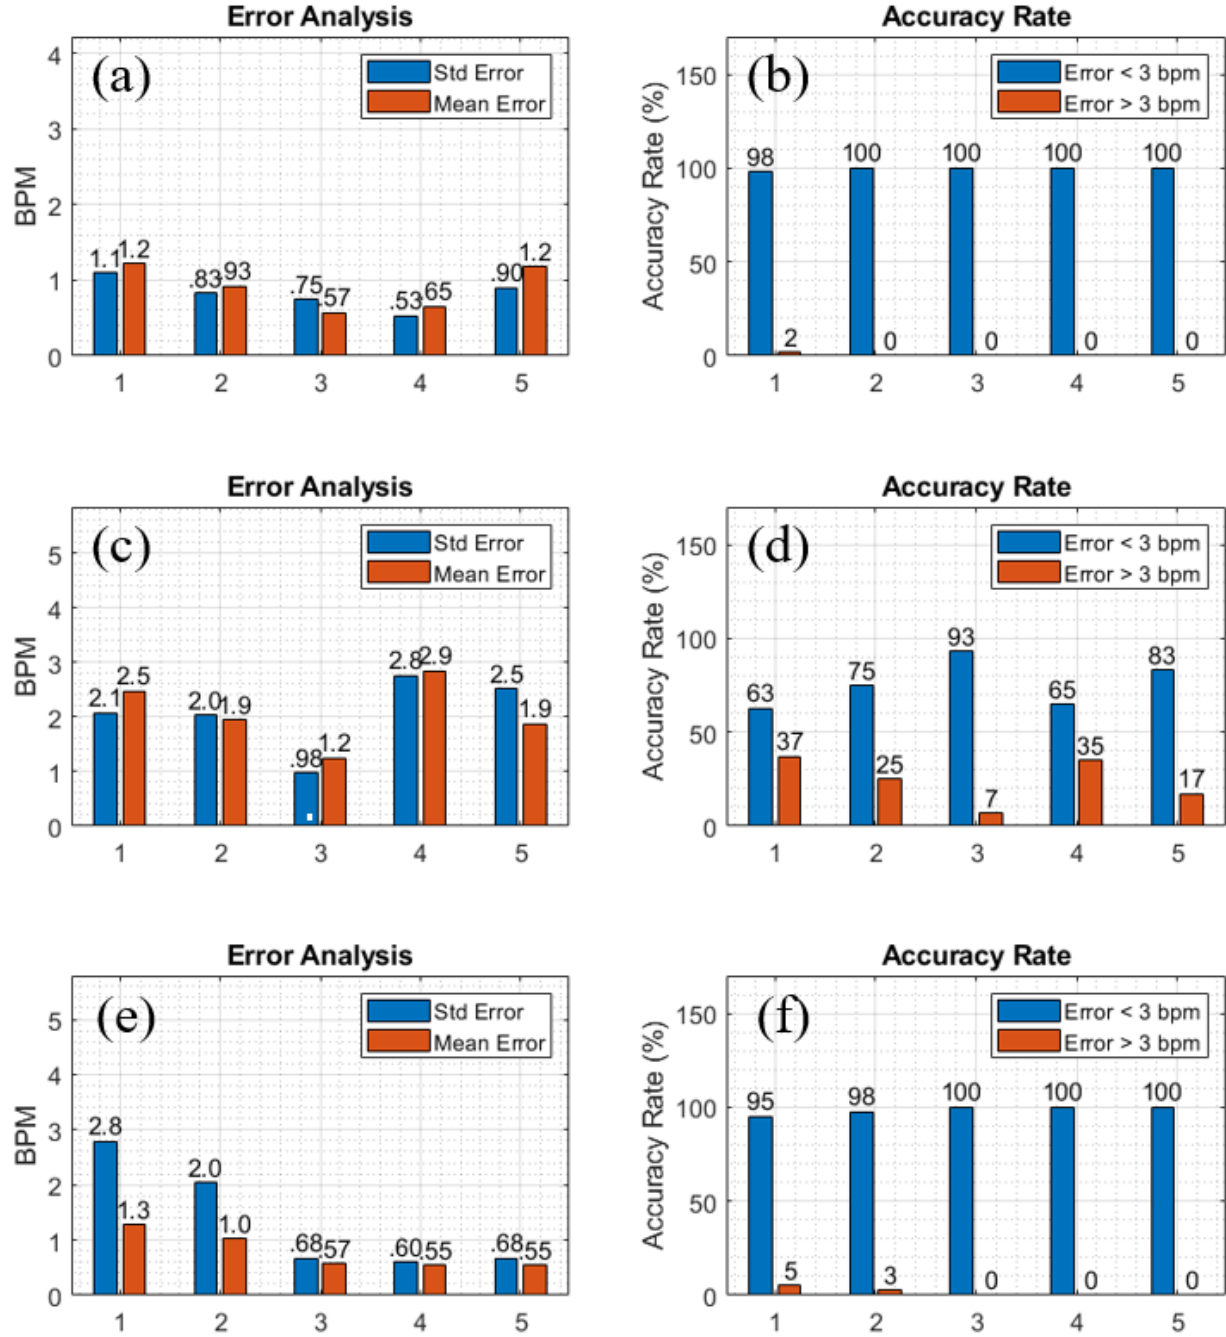 Error Analysis
(a)
Std Error
Mean Error
BPM
4
3
2
1
0
1.1 1.2 .83 .93 .75 .57 .53 .65 .90 1.2
1 2 3 4 5
Accuracy Rate
(b)
Error < 3 bpm
Error > 3 bpm
Accuracy Rate (%)
150
100
50
0
98 2 100 0 100 0 100 0 100 0
1 2 3 4 5
Error Analysis
(c)
Std Error
Mean Error
BPM
5
4
3
2
1
0
2.1 2.5 2.0 1.9 .98 1.2 2.8 2.9 2.5 1.9
1 2 3 4 5
Accuracy Rate
(d)
Error < 3 bpm
Error > 3 bpm
Accuracy Rate (%)
150
100
50
0
63 37 75 25 93 7 65 35 83 17
1 2 3 4 5
Error Analysis
(e)
Std Error
Mean Error
BPM
5
4
3
2
1
0
2.8 1.3 2.0 1.0 .68 .57 .60 .55 .68 .55
1 2 3 4 5
Accuracy Rate
(f)
Error < 3 bpm
Error > 3 bpm
Accuracy Rate (%)
150
100
50
0
95 5 98 3 100 0 100 0 100 0
1 2 3 4 5